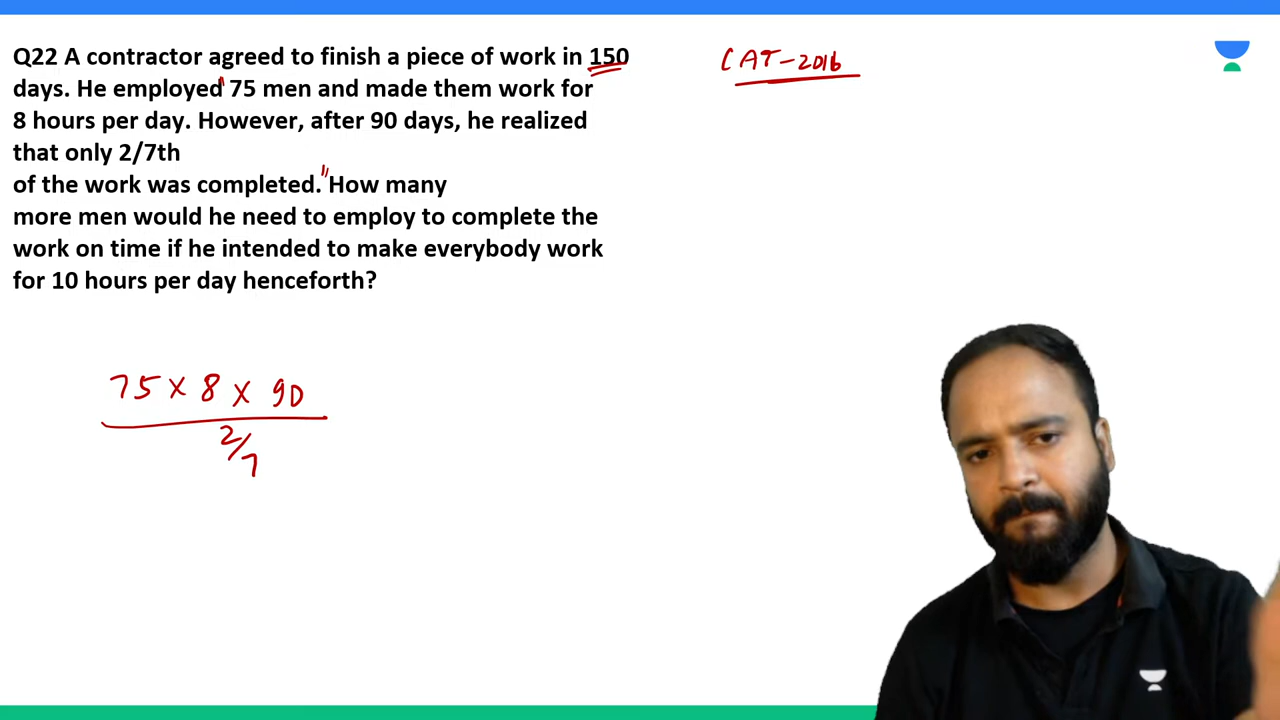 Q22 A contractor agreed to finish a piece of work in 150
days. He employed 75 men and made them work for
8 hours per day. However, after 90 days, he realized
that only 2/7th
of the work was completed. How many
more men would he need to employ to complete the
work on time if he intended to make everybody work
for 10 hours per day henceforth?
CAT-2016
75 × 8 × 90
2/7